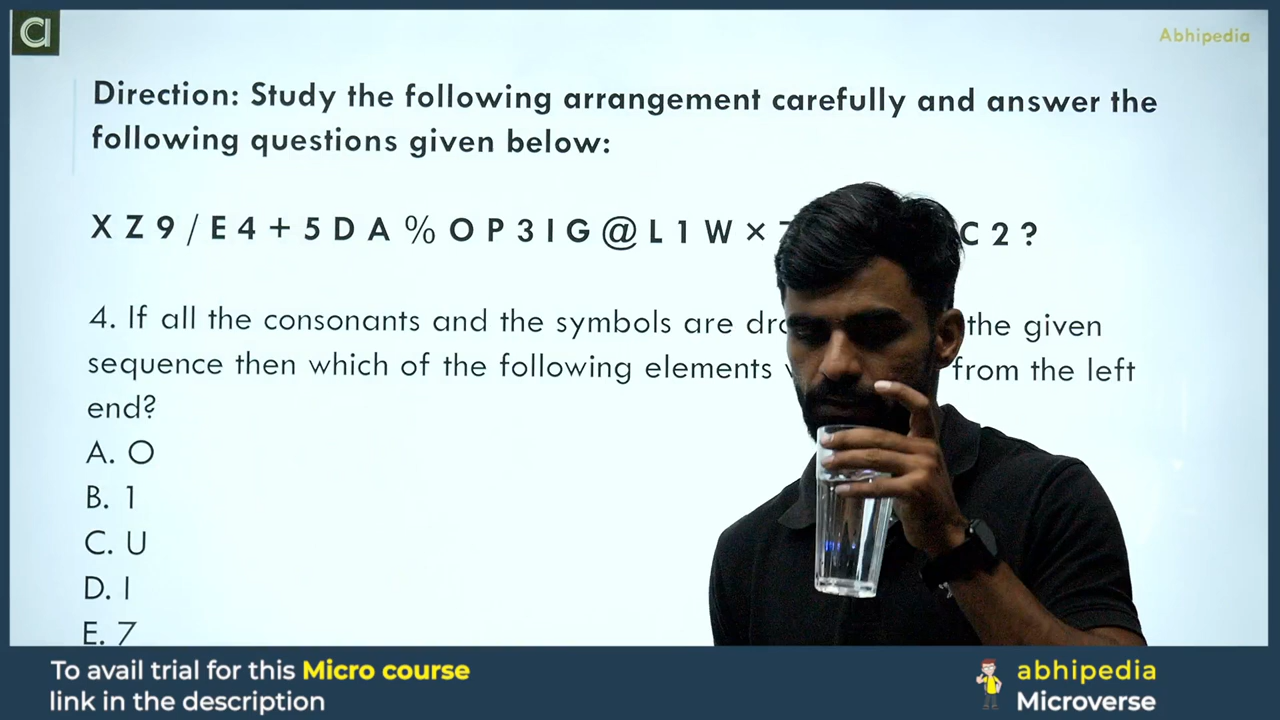 Abhipedia
Direction: Study the following arrangement carefully and answer the
following questions given below:
X Z 9 / E 4 + 5 D A % O P 3 I G @ L 1 W × C 2 ?
4. If all the consonants and the symbols are the given
sequence then which of the following elements from the left
end?
A. O
B. 1
C. U
D. I
E. 7
To avail trial for this Micro course
link in the description
abhipedia
Microverse